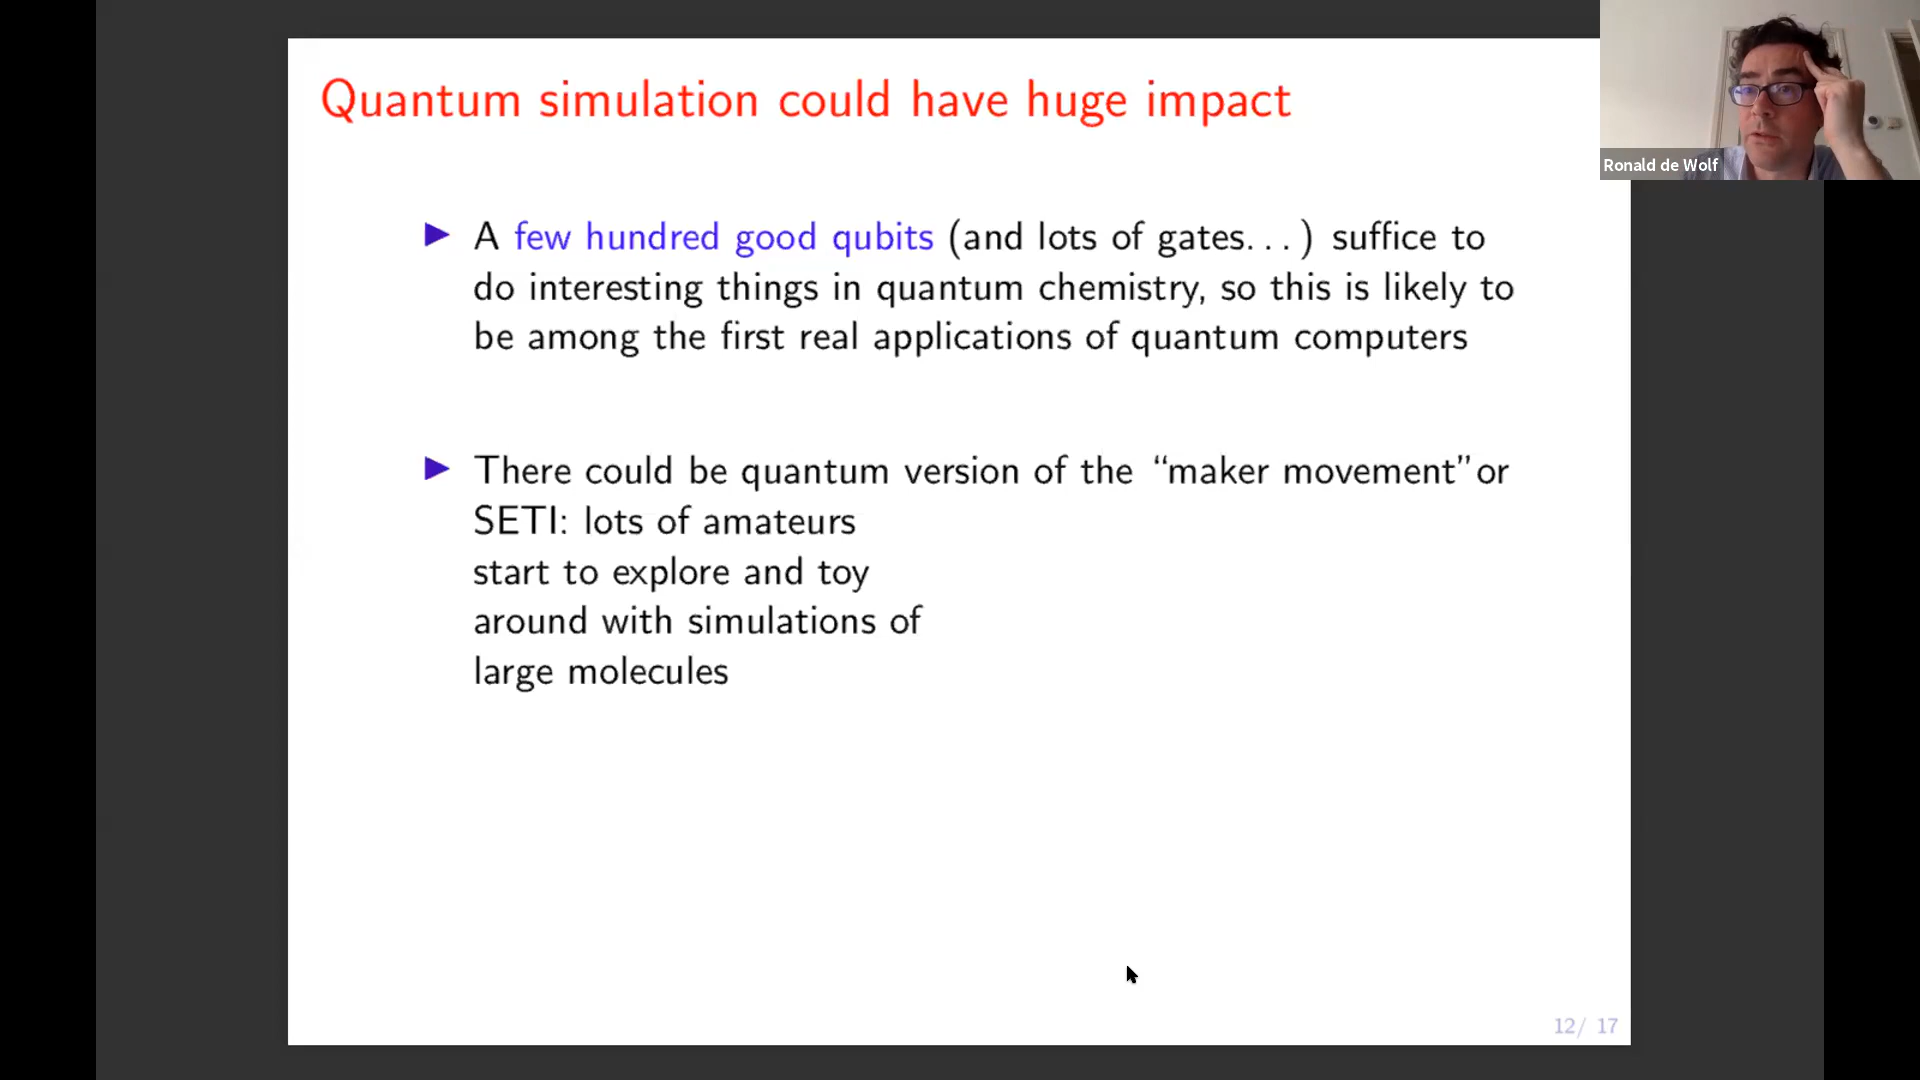 Quantum simulation could have huge impact
Ronald de Wolf
▶ A few hundred good qubits (and lots of gates. . . ) suffice to
do interesting things in quantum chemistry, so this is likely to
be among the first real applications of quantum computers
▶ There could be quantum version of the “maker movement”or
SETI: lots of amateurs
start to explore and toy
around with simulations of
large molecules
12/ 17